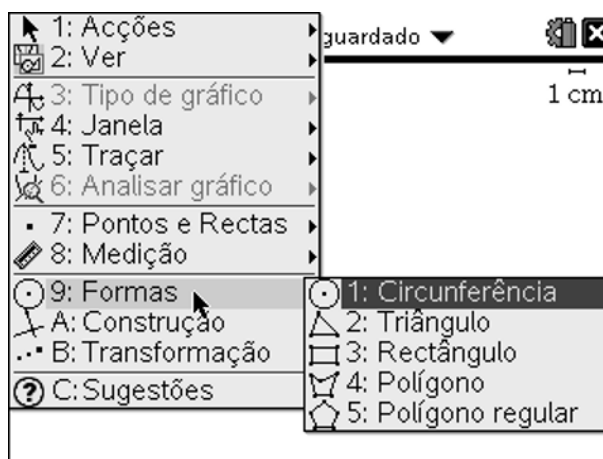 1: Acções
guardado
2: Ver
1 cm
3: Tipo de gráfico
4: Janela
5: Traçar
6: Analisar gráfico
7: Pontos e Rectas
8: Medição
9: Formas
A: Construção
B: Transformação
C: Sugestões
1: Circunferência
2: Triângulo
3: Rectângulo
4: Polígono
5: Polígono regular